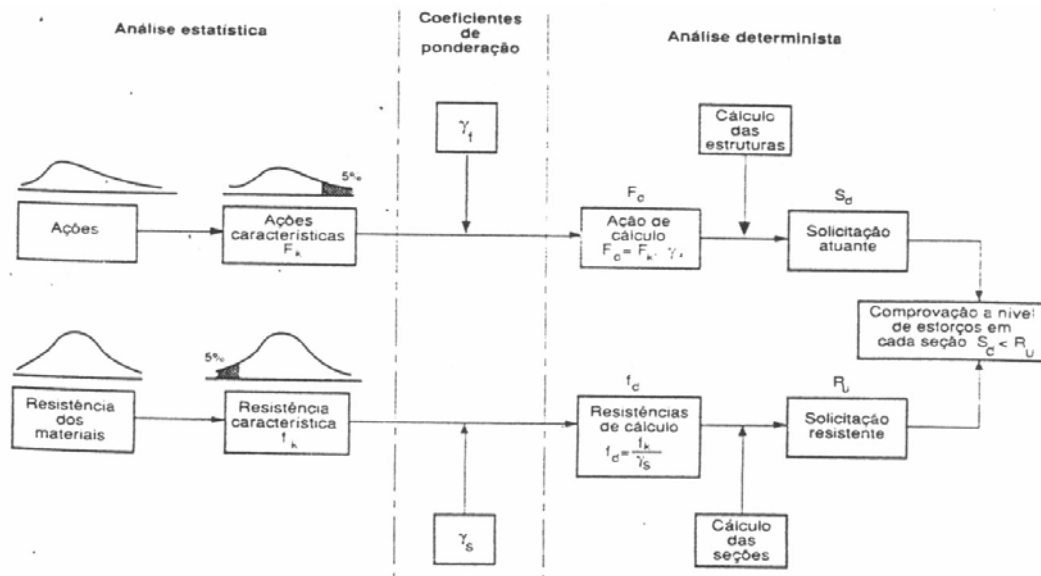 Análise estatística
Coeficientes
de
ponderação
Análise determinista
γf
Cálculo
das
estruturas
5%
Ações
Ações
características
Fk
Fd
Ação de
cálculo
Fd = Fk · γ
Sd
Solicitação
atuante
Comprovação a nível
de esforços em
cada seção Sd < Ru
5%
Resistência
dos
materiais
Resistência
característica
fk
fd
Resistências
de cálculo
fd = fk
γs
Ru
Solicitação
resistente
γs
Cálculo
das
seções